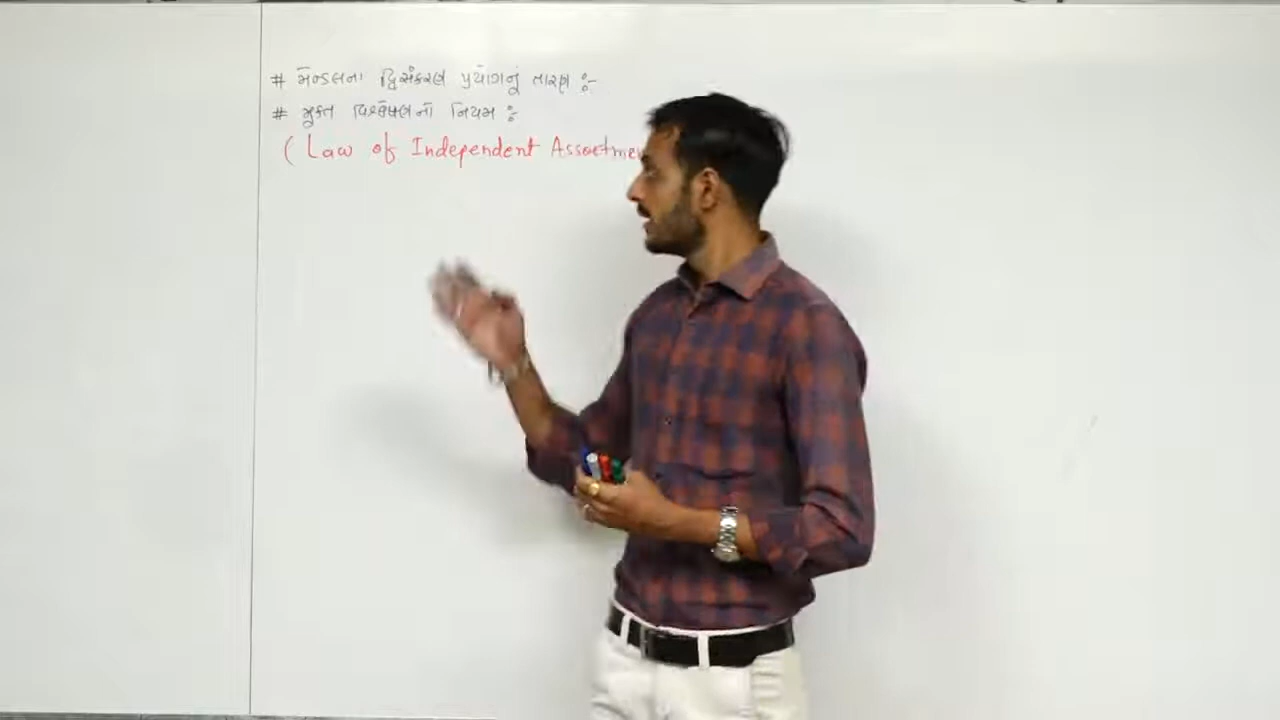 # મેન્ડલના દ્વિસંકરણ પ્રયોગનું તારણ :-
# મુક્ત વિશ્લેષણનો નિયમ :-
( Law of Independent